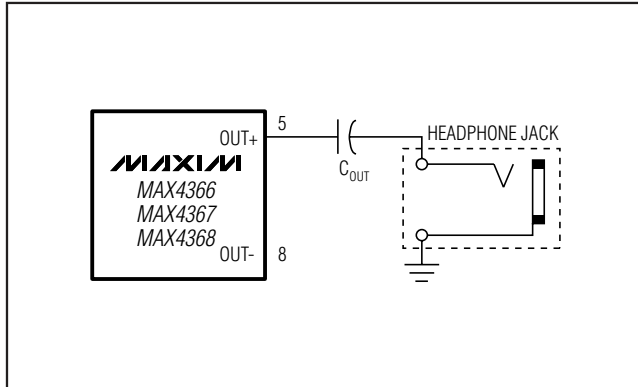 OUT+
5
HEADPHONE JACK
MAXIM
MAX4366
MAX4367
MAX4368
OUT-
8
C_OUT